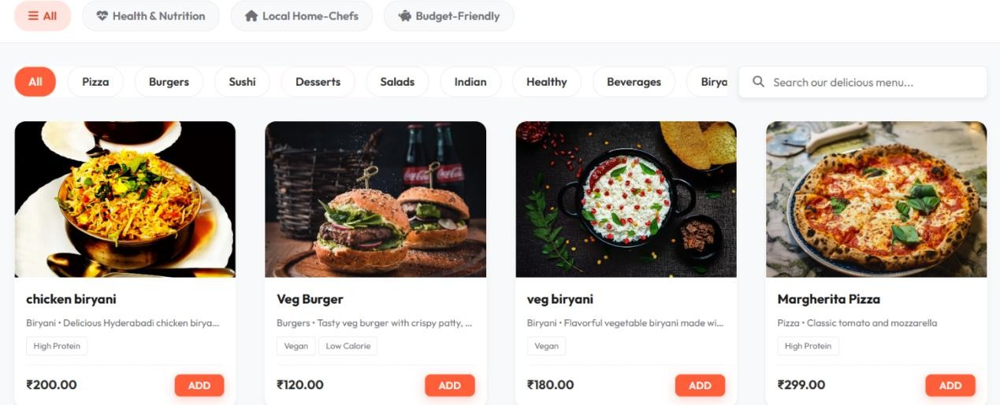 All Health & Nutrition Local Home-Chefs Budget-Friendly
All Pizza Burgers Sushi Desserts Salads Indian Healthy Beverages Birya Search our delicious menu...
Coca-Cola
chicken biryani
Biryani • Delicious Hyderabadi chicken birya...
High Protein
₹200.00 ADD
Veg Burger
Burgers • Tasty veg burger with crispy patty, ...
Vegan Low Calorie
₹120.00 ADD
veg biryani
Biryani • Flavorful vegetable biryani made wi...
Vegan
₹180.00 ADD
Margherita Pizza
Pizza • Classic tomato and mozzarella
High Protein
₹299.00 ADD